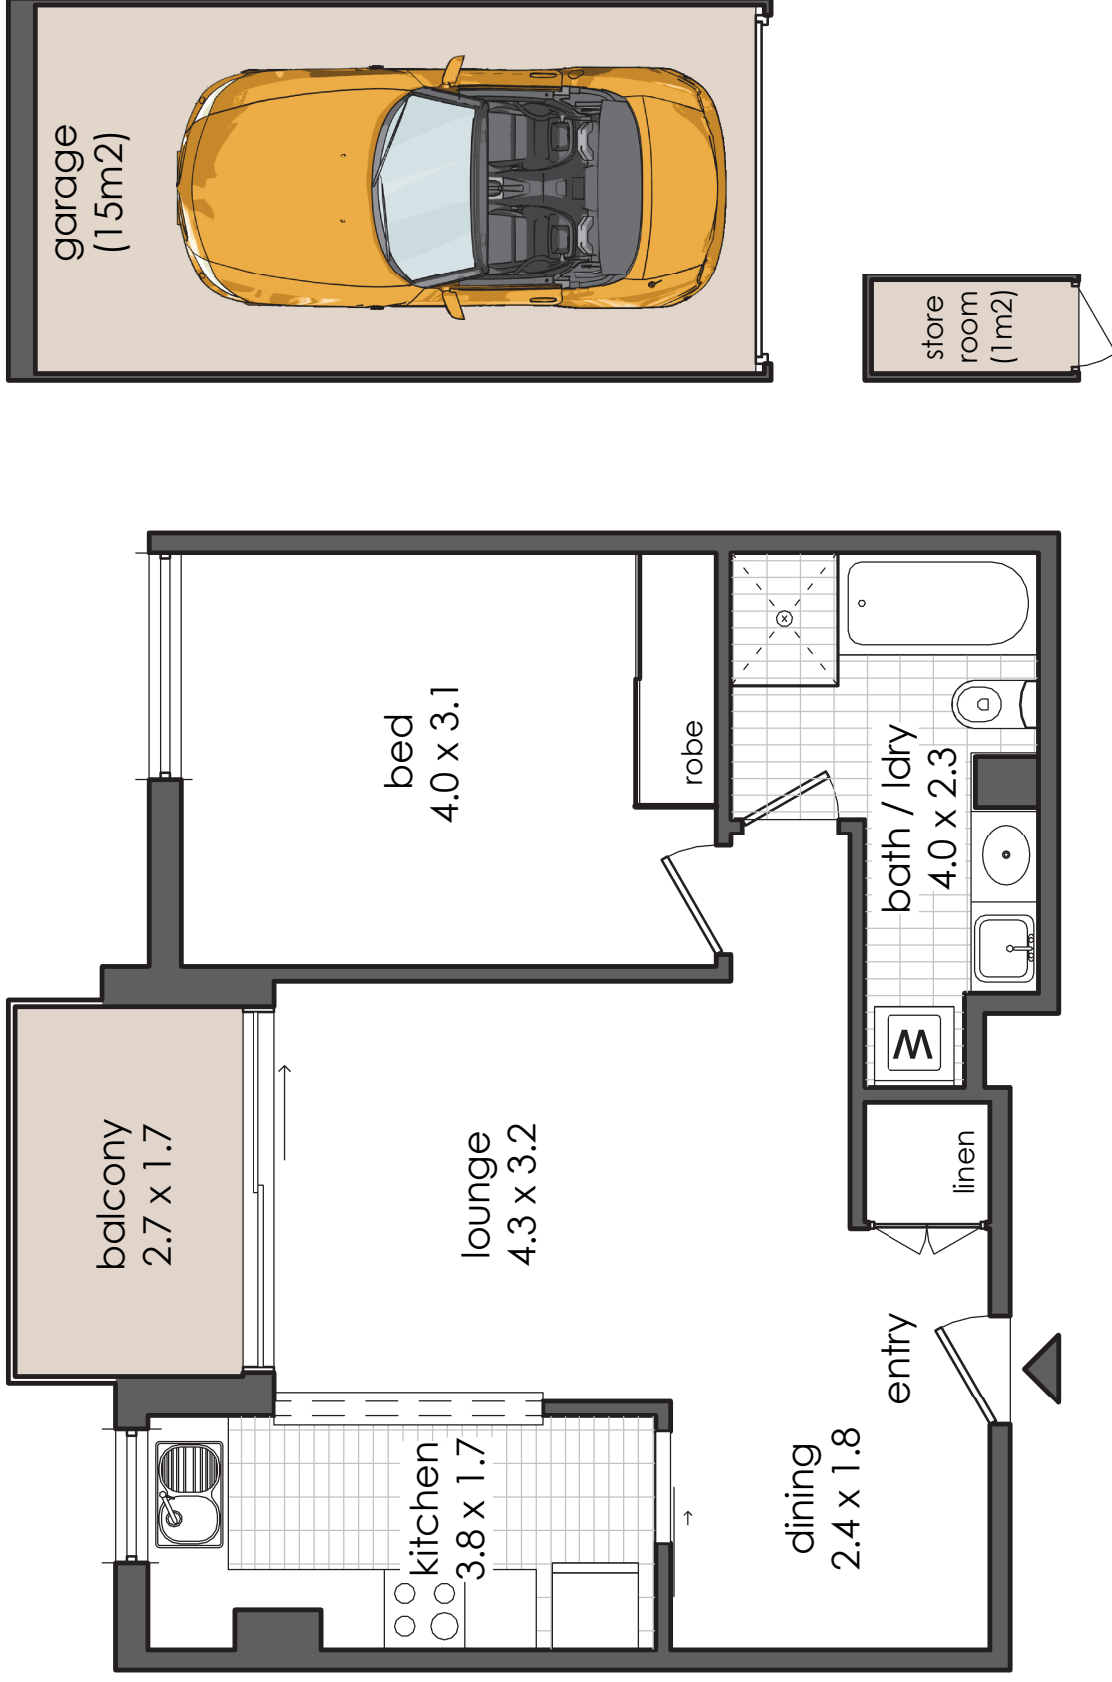 garage
(15m2)
store
room
(1m2)
bed
4.0 x 3.1
robe
bath / ldry
4.0 x 2.3
W
balcony
2.7 x 1.7
lounge
4.3 x 3.2
linen
entry
kitchen
3.8 x 1.7
dining
2.4 x 1.8